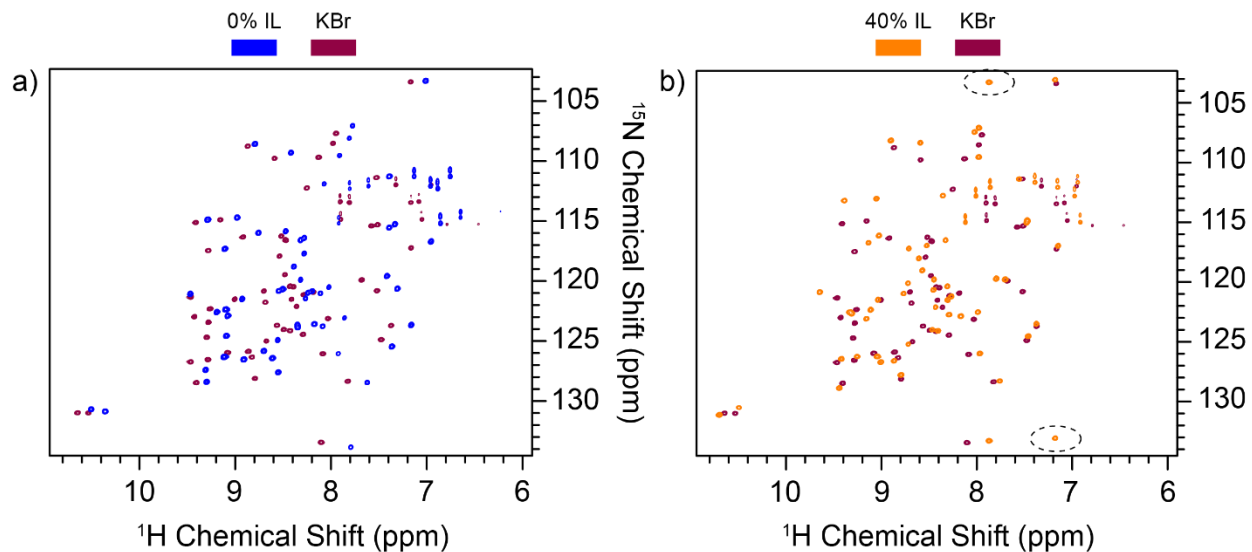 0% IL KBr
40% IL KBr
a)
b)
105
110
115
120
125
130
¹⁵N Chemical Shift (ppm)
105
110
115
120
125
130
10 9 8 7 6
10 9 8 7 6
¹H Chemical Shift (ppm)
¹H Chemical Shift (ppm)